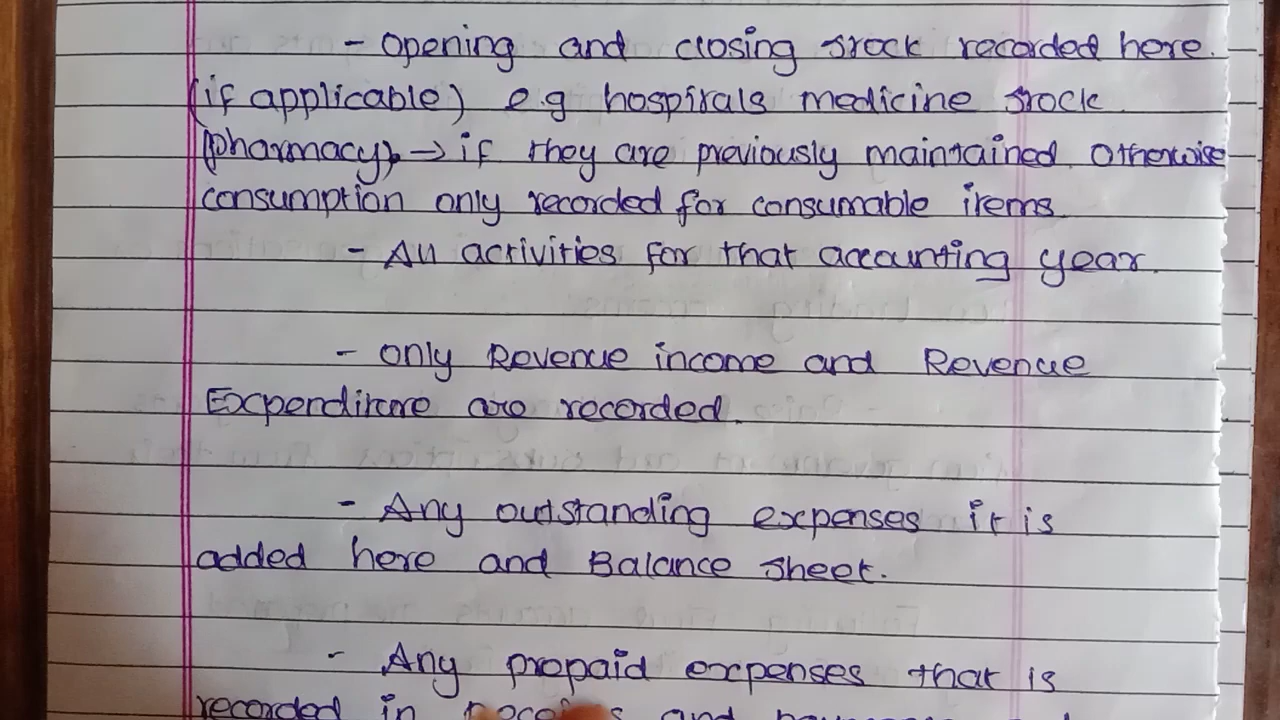 - Opening and closing stock recorded here.
(if applicable) e.g hospitals medicine stock
(pharmacy) → if they are previously maintained. Otherwise
consumption only recorded for consumable items
- All activities for that accounting year.
- only Revenue income and Revenue
Expenditure are recorded.
- Any outstanding expenses it is
added here and Balance sheet.
- Any prepaid expenses that is
recorded in and